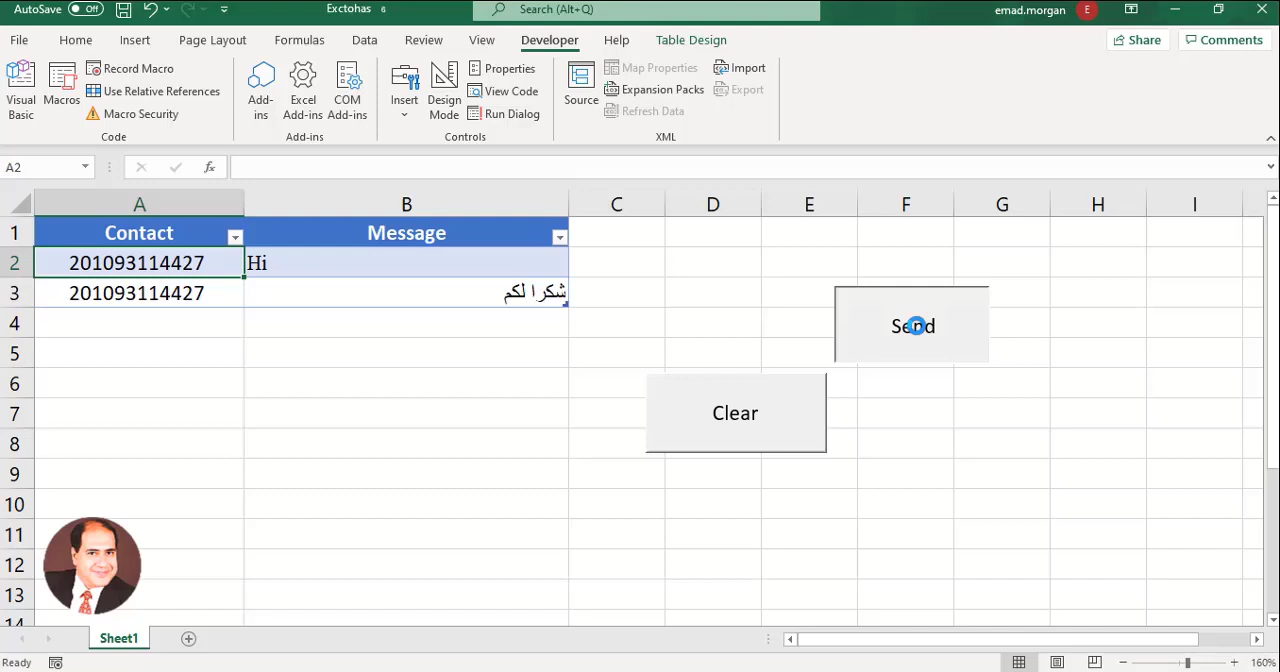 AutoSave Off Exctohas 6 Search (Alt+Q) emad.morgan E
File Home Insert Page Layout Formulas Data Review View Developer Help Table Design Share Comments
Visual Basic
Macros
Record Macro
Use Relative References
Macro Security
Code
Add-ins
Excel Add-ins
COM Add-ins
Add-ins
Insert
Design Mode
Properties
View Code
Run Dialog
Controls
Source
Map Properties
Expansion Packs
Refresh Data
Import
Export
XML
A2 fx
A B C D E F G H I
1 Contact Message
2 201093114427 Hi
3 201093114427 شكرا لكم
4
5
6
7
8
9
10
11
12
13
14
Send
Clear
Sheet1
Ready 160%